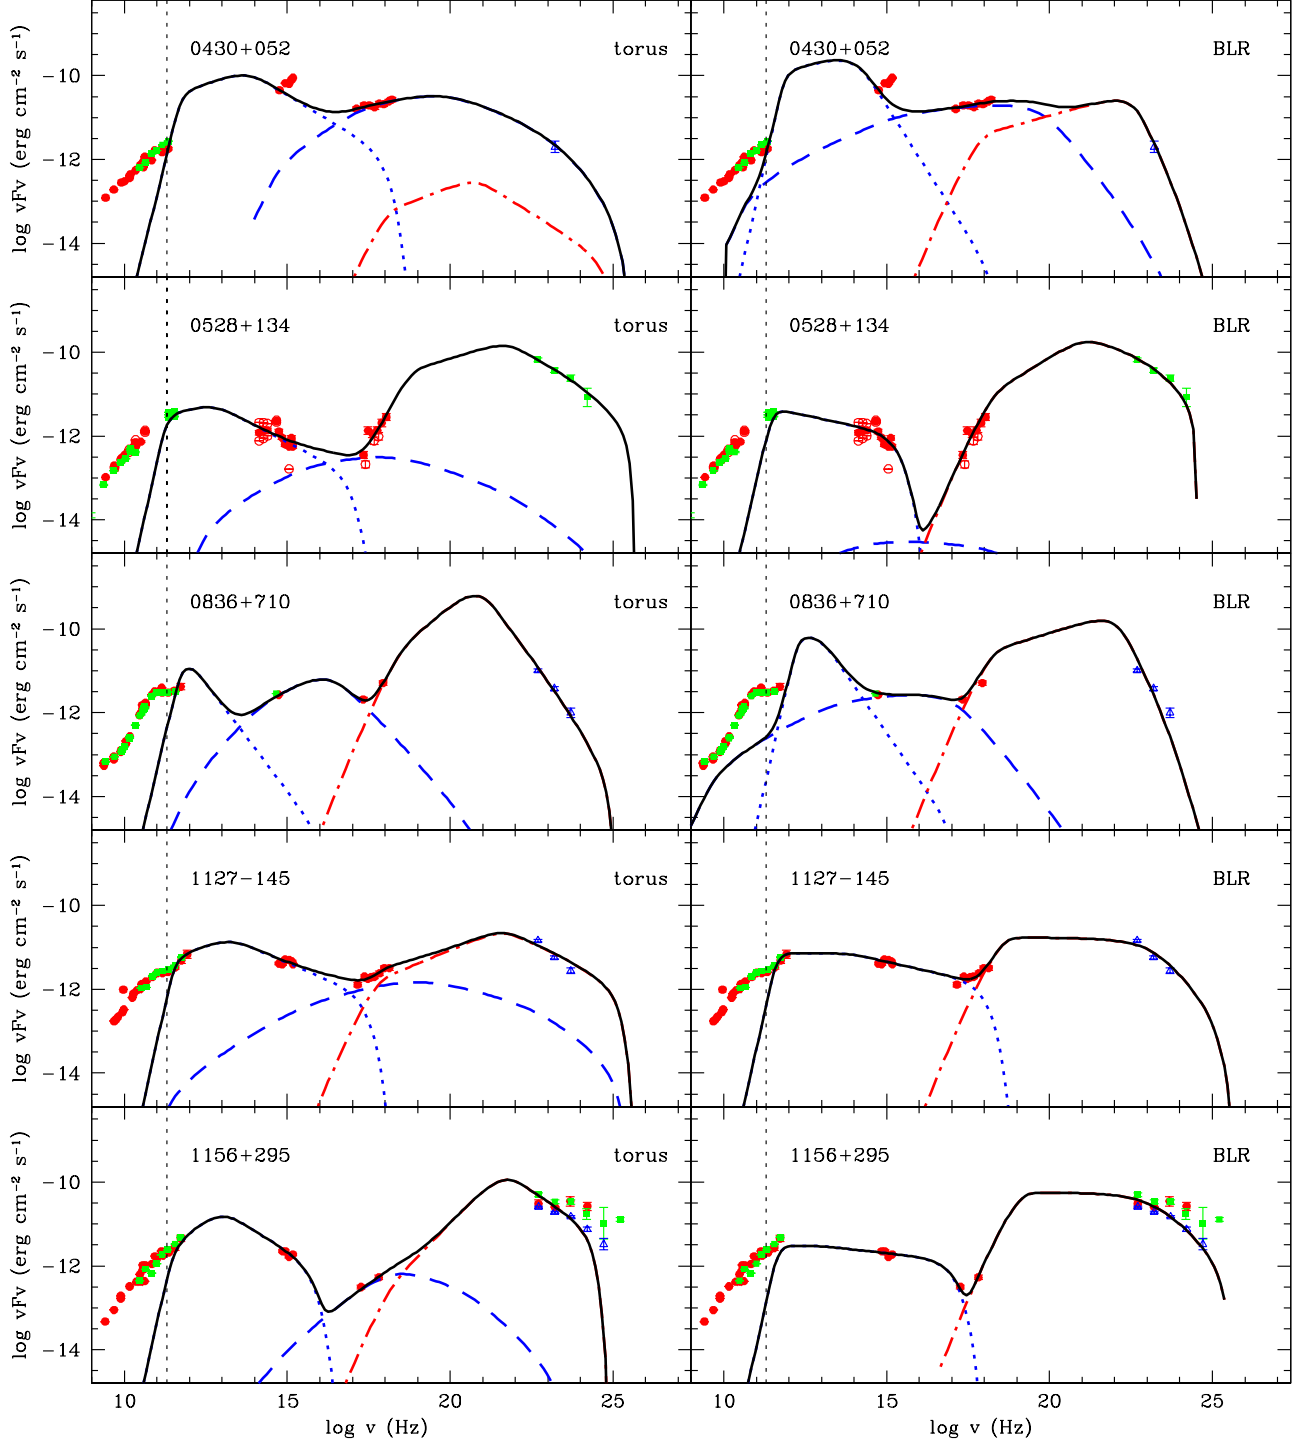 0430+052 torus
0430+052 BLR
log νFν (erg cm⁻² s⁻¹)
−10
−12
−14
0528+134 torus
0528+134 BLR
log νFν (erg cm⁻² s⁻¹)
−10
−12
−14
0836+710 torus
0836+710 BLR
log νFν (erg cm⁻² s⁻¹)
−10
−12
−14
1127−145 torus
1127−145 BLR
log νFν (erg cm⁻² s⁻¹)
−10
−12
−14
1156+295 torus
1156+295 BLR
log νFν (erg cm⁻² s⁻¹)
−10
−12
−14
10 15 20 25
10 15 20 25
log ν (Hz)
log ν (Hz)